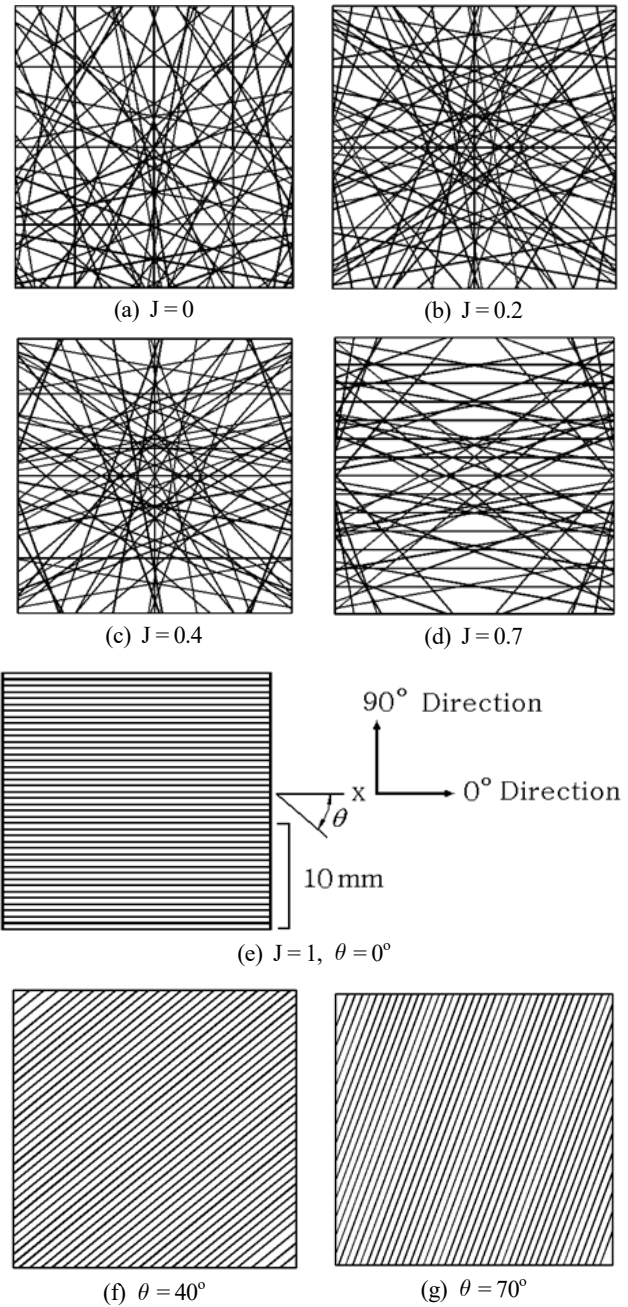 (a) J = 0
(b) J = 0.2
(c) J = 0.4
(d) J = 0.7
90° Direction
x
0° Direction
θ
10 mm
(e) J = 1, θ = 0°
(f) θ = 40°
(g) θ = 70°